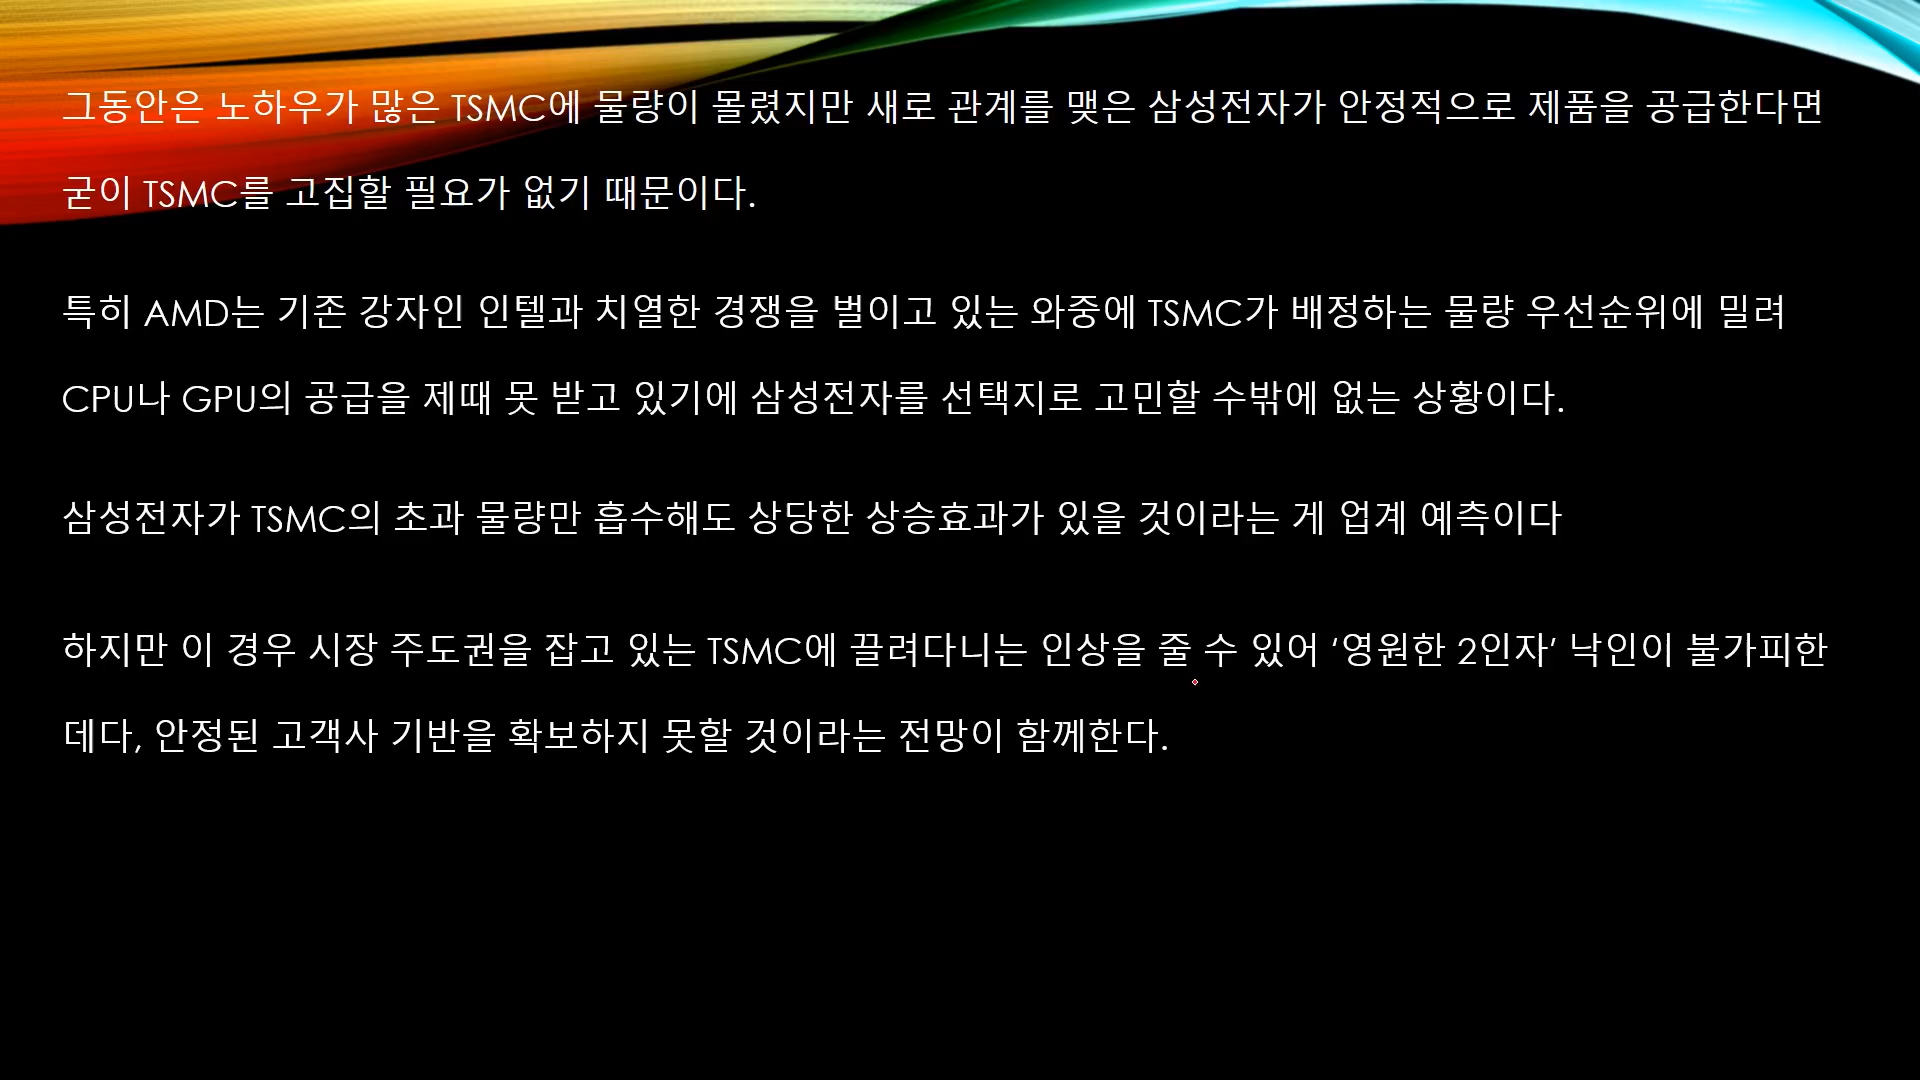 그동안은 노하우가 많은 TSMC에 물량이 몰렸지만 새로 관계를 맺은 삼성전자가 안정적으로 제품을 공급한다면
굳이 TSMC를 고집할 필요가 없기 때문이다.
특히 AMD는 기존 강자인 인텔과 치열한 경쟁을 벌이고 있는 와중에 TSMC가 배정하는 물량 우선순위에 밀려
CPU나 GPU의 공급을 제때 못 받고 있기에 삼성전자를 선택지로 고민할 수밖에 없는 상황이다.
삼성전자가 TSMC의 초과 물량만 흡수해도 상당한 상승효과가 있을 것이라는 게 업계 예측이다
하지만 이 경우 시장 주도권을 잡고 있는 TSMC에 끌려다니는 인상을 줄 수 있어 ‘영원한 2인자’ 낙인이 불가피한
데다, 안정된 고객사 기반을 확보하지 못할 것이라는 전망이 함께한다.